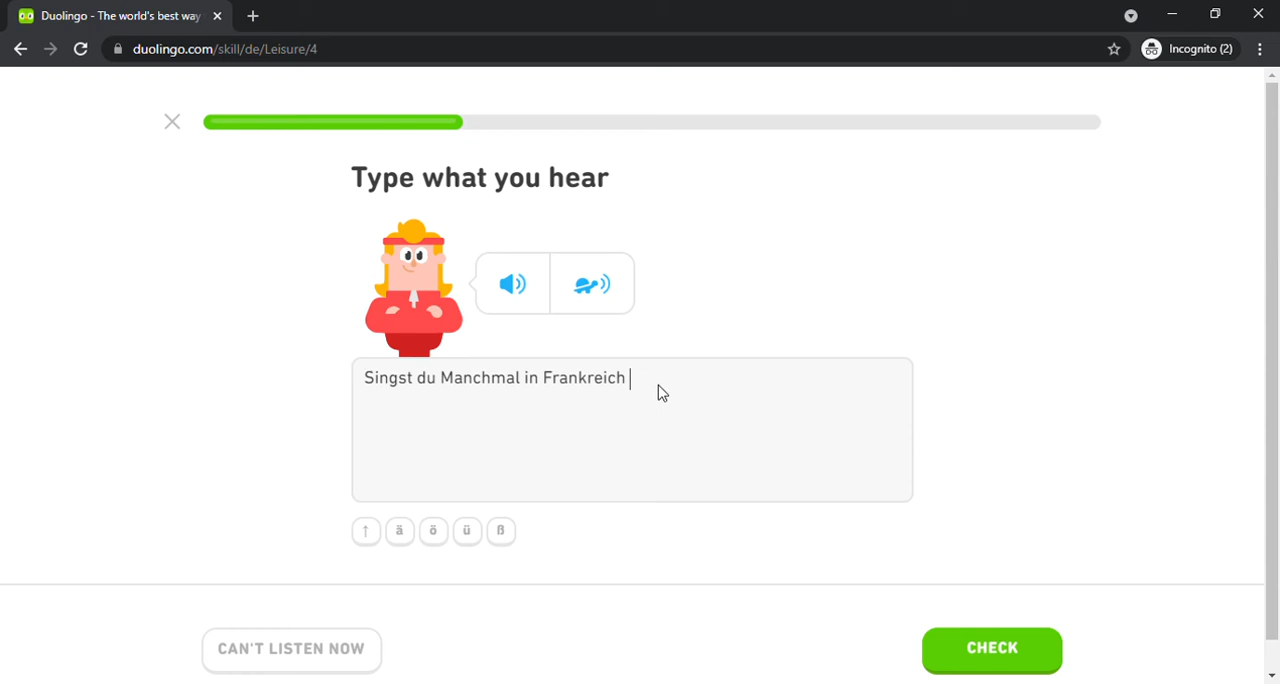 Duolingo - The world's best way
duolingo.com/skill/de/Leisure/4
Incognito (2)
Type what you hear
Singst du Manchmal in Frankreich
↑ ä ö ü ß
CAN'T LISTEN NOW
CHECK